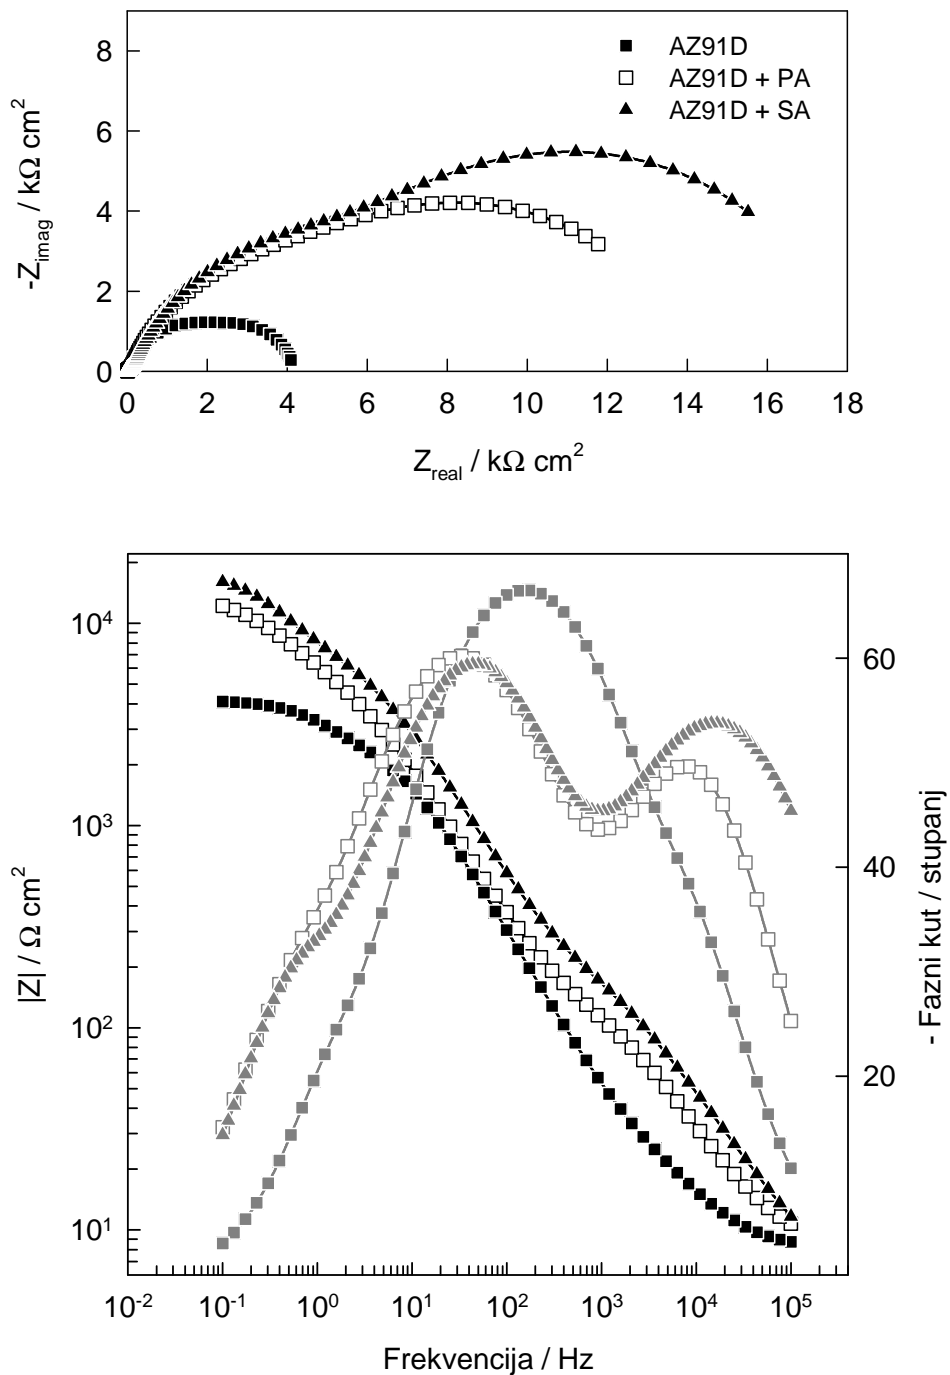 8
6
4
2
0
-Z_imag / kΩ cm²
AZ91D
AZ91D + PA
AZ91D + SA
0 2 4 6 8 10 12 14 16 18
Z_real / kΩ cm²
10⁴
10³
10²
10¹
|Z| / Ω cm²
60
40
20
- Fazni kut / stupanj
10⁻² 10⁻¹ 10⁰ 10¹ 10² 10³ 10⁴ 10⁵
Frekvencija / Hz